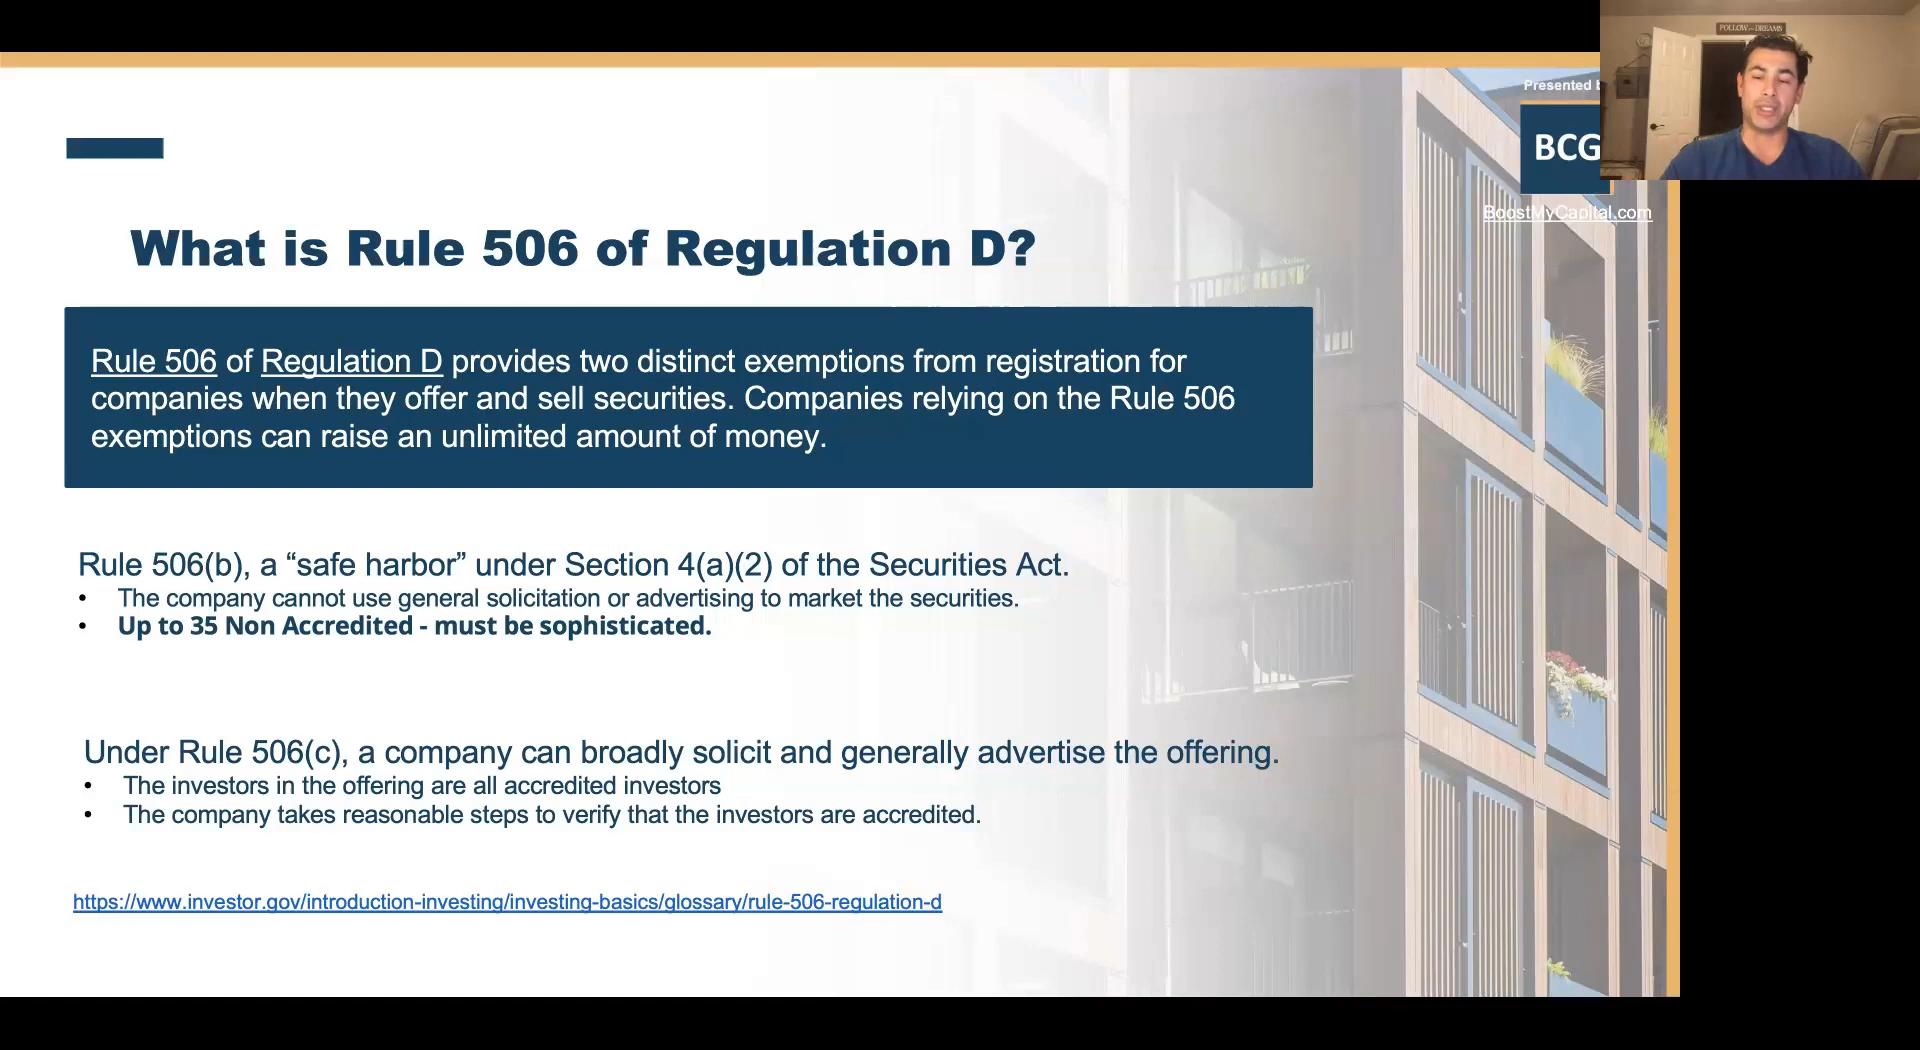 FOLLOW DREAMS
Presented
BCG
BoostMyCapital.com
What is Rule 506 of Regulation D?
Rule 506 of Regulation D provides two distinct exemptions from registration for
companies when they offer and sell securities. Companies relying on the Rule 506
exemptions can raise an unlimited amount of money.
Rule 506(b), a “safe harbor” under Section 4(a)(2) of the Securities Act.
• The company cannot use general solicitation or advertising to market the securities.
• Up to 35 Non Accredited - must be sophisticated.
Under Rule 506(c), a company can broadly solicit and generally advertise the offering.
• The investors in the offering are all accredited investors
• The company takes reasonable steps to verify that the investors are accredited.
https://www.investor.gov/introduction-investing/investing-basics/glossary/rule-506-regulation-d